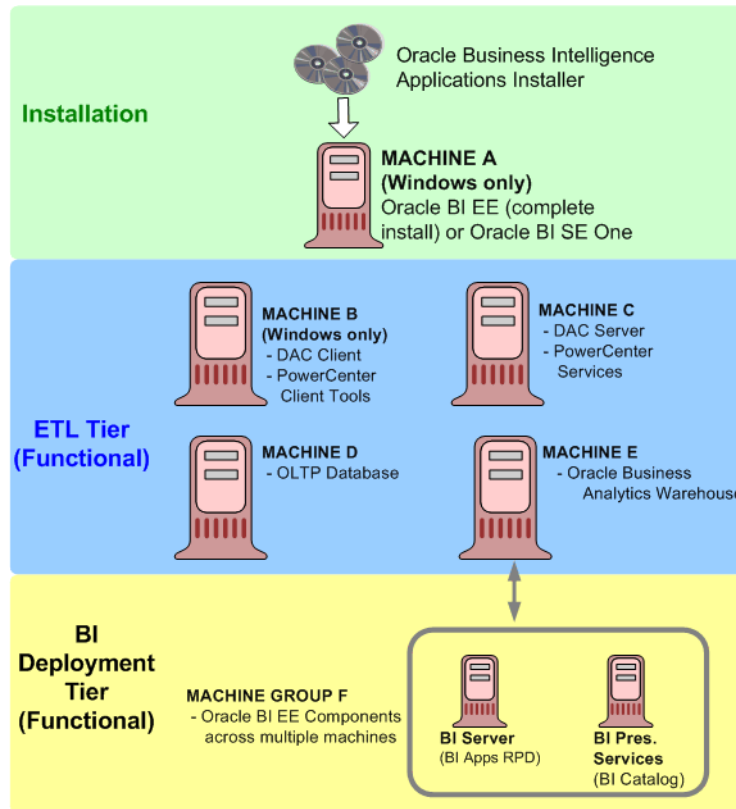 Oracle Business Intelligence
Applications Installer
Installation
MACHINE A
(Windows only)
Oracle BI EE (complete
install) or Oracle BI SE One
MACHINE B
(Windows only)
- DAC Client
- PowerCenter
Client Tools
MACHINE C
- DAC Server
- PowerCenter
Services
ETL Tier
(Functional)
MACHINE D
- OLTP Database
MACHINE E
- Oracle Business
Analytics Warehouse
BI
Deployment
Tier
(Functional)
MACHINE GROUP F
- Oracle BI EE Components
across multiple machines
BI Server
(BI Apps RPD)
BI Pres.
Services
(BI Catalog)